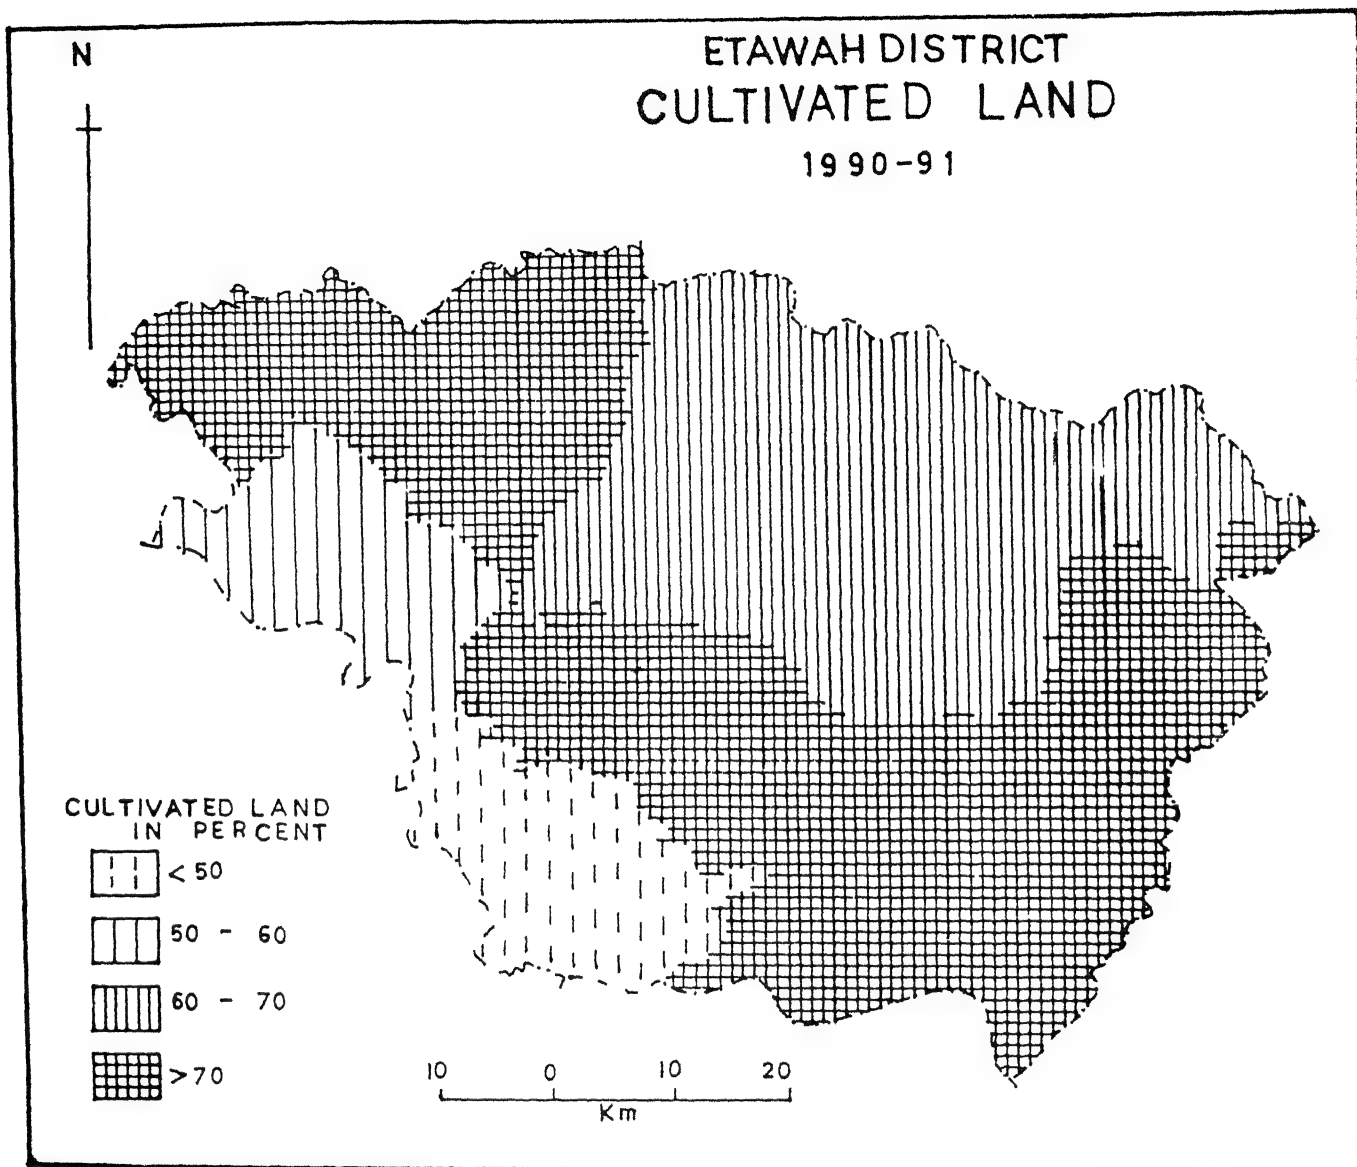 N
ETAWAH DISTRICT
CULTIVATED LAND
1990-91
CULTIVATED LAND
IN PERCENT
< 50
50 - 60
60 - 70
>70
10 0 10 20
Km